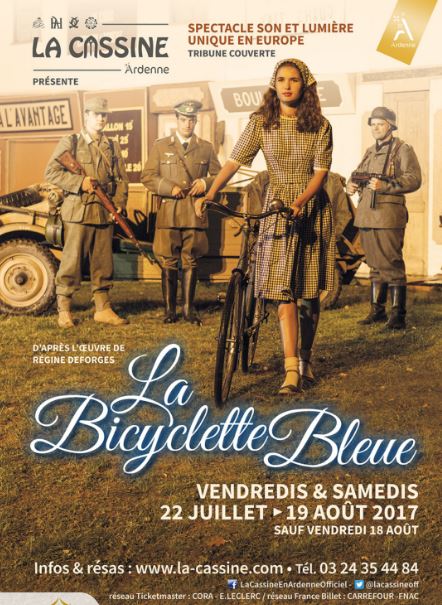 LA CASSINE
Ardenne
PRÉSENTE
SPECTACLE SON ET LUMIÈRE
UNIQUE EN EUROPE
TRIBUNE COUVERTE
Ardenne
À L'AVANTAGE
BOUL
D'APRÈS L'ŒUVRE DE
RÉGINE DEFORGES
La
Bicyclette Bleue
VENDREDIS & SAMEDIS
22 JUILLET ▸ 19 AOÛT 2017
SAUF VENDREDI 18 AOÛT
Infos & résas : www.la-cassine.com • Tél. 03 24 35 44 84
LaCassineEnArdenneOfficiel - @lacassineoff
réseau Ticketmaster : CORA - E.LECLERC / réseau France Billet : CARREFOUR -FNAC